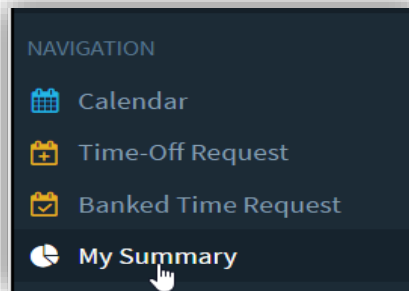 NAVIGATION
Calendar
Time-Off Request
Banked Time Request
My Summary